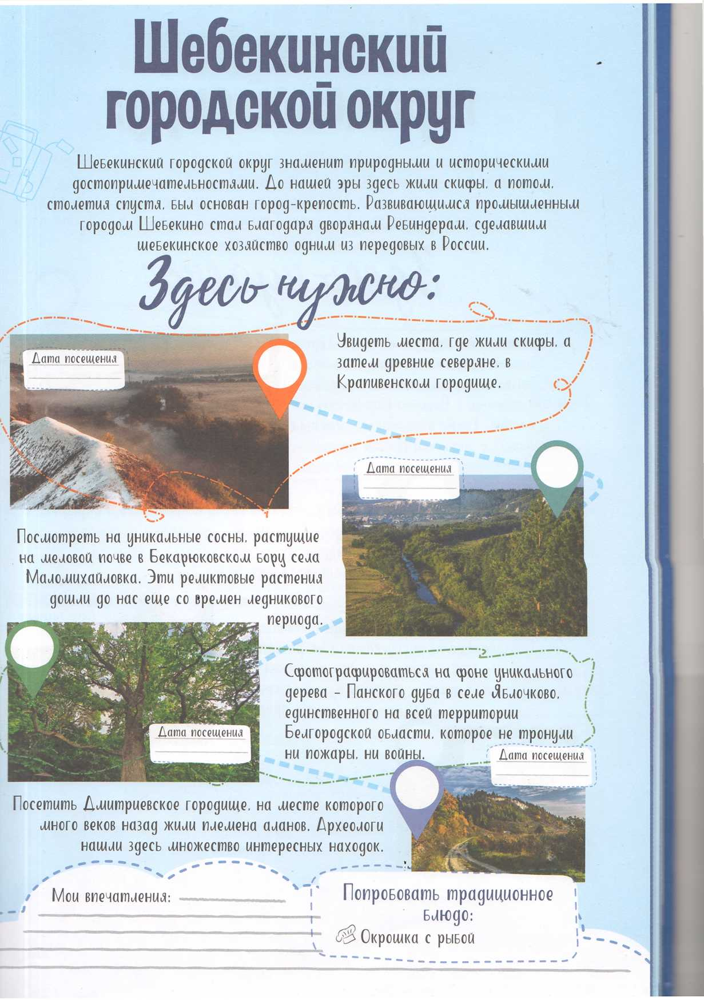 Шебекинский
городской округ
Шебекинский городской округ знаменит природными и историческими
достопримечательностями. До нашей эры здесь жили скифы, а потом,
столетия спустя, был основан город-крепость. Развивающимся промышленным
городом Шебекино стал благодаря дворянам Ребиндерам, сделавшим
шебекинское хозяйство одним из передовых в России.
Здесь нужно:
Дата посещения
Увидеть места, где жили скифы, а
затем древние северяне, в
Крапивенском городище.
Дата посещения
Посмотреть на уникальные сосны, растущие
на меловой почве в Бекарюковском бору села
Маломихайловка. Эти реликтовые растения
дошли до нас еще со времен ледникового
периода.
Дата посещения
Сфотографироваться на фоне уникального
дерева - Панского дуба в селе Яблочково,
единственного на всей территории
Белгородской области, которое не тронули
ни пожары, ни войны.
Дата посещения
Посетить Дмитриевское городище, на месте которого
много веков назад жили племена аланов. Археологи
нашли здесь множество интересных находок.
Мои впечатления:
Попробовать традиционное
блюдо:
Окрошка с рыбой